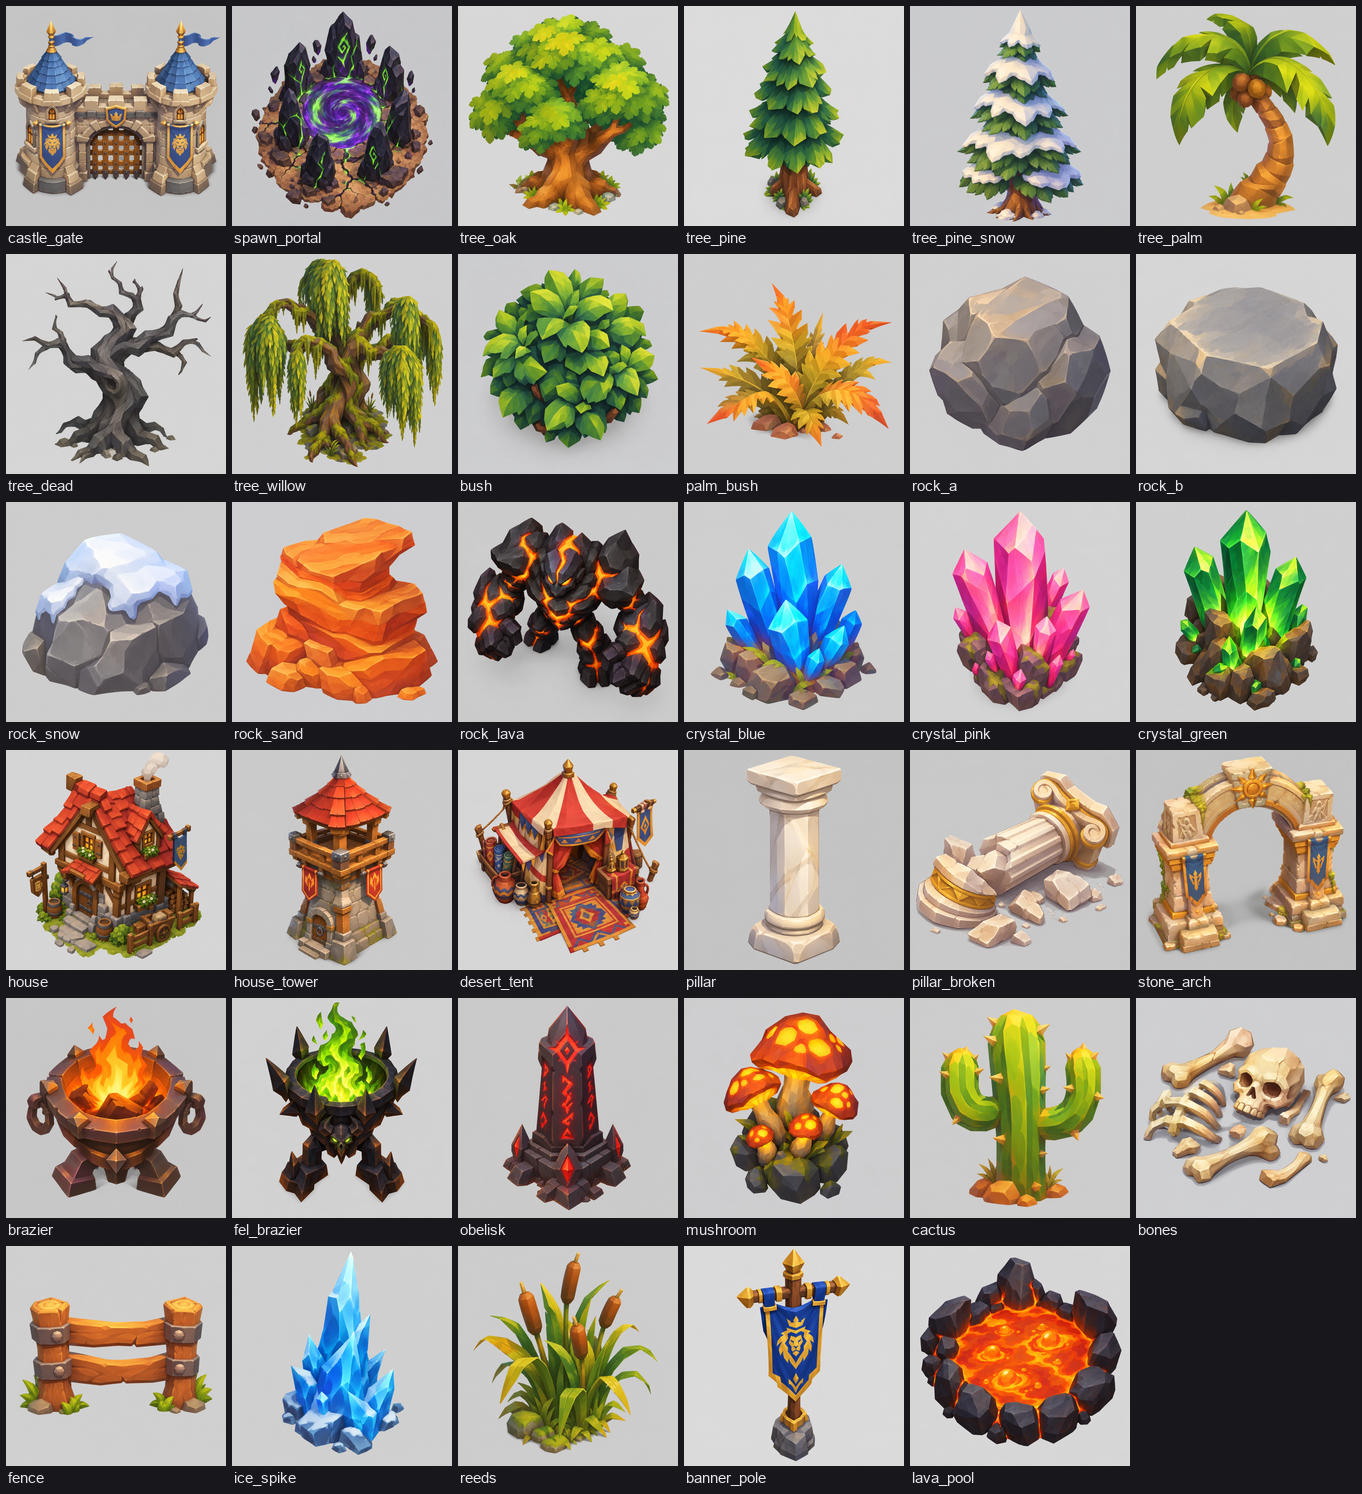 castle_gate
spawn_portal
tree_oak
tree_pine
tree_pine_snow
tree_palm
tree_dead
tree_willow
bush
palm_bush
rock_a
rock_b
rock_snow
rock_sand
rock_lava
crystal_blue
crystal_pink
crystal_green
house
house_tower
desert_tent
pillar
pillar_broken
stone_arch
brazier
fel_brazier
obelisk
mushroom
cactus
bones
fence
ice_spike
reeds
banner_pole
lava_pool